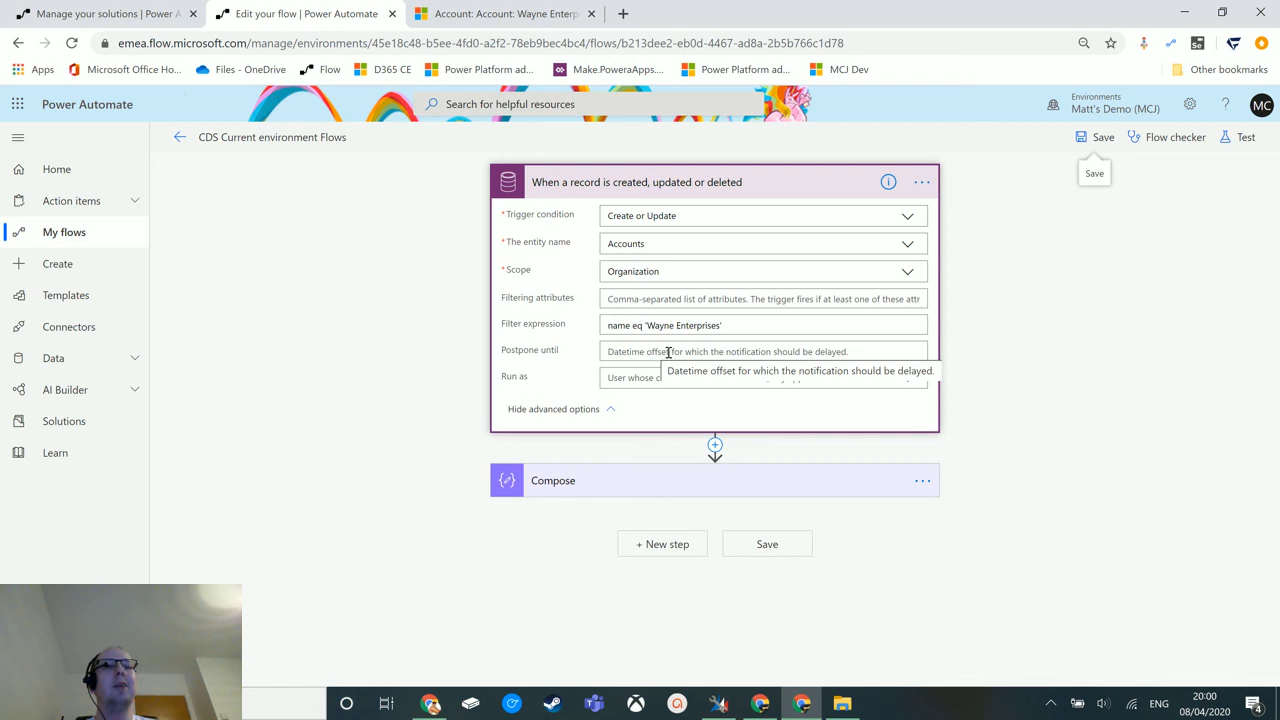 Manage your solutions | Power A
Edit your flow | Power Automate
Account: Account: Wayne Enterp
emea.flow.microsoft.com/manage/environments/45e18c48-b5ee-4fd0-a2f2-78eb9bec4bc4/flows/b213dee2-eb0d-4467-ad8a-2b5b766c1d78
Apps
Microsoft Office Ho...
Files - OneDrive
Flow
D365 CE
Power Platform ad...
Make.PoweraApps....
Power Platform ad...
MCJ Dev
Other bookmarks
Power Automate
Search for helpful resources
Environments
Matt's Demo (MCJ)
MC
CDS Current environment Flows
Save
Flow checker
Test
Save
Home
Action items
My flows
Create
Templates
Connectors
Data
AI Builder
Solutions
Learn
When a record is created, updated or deleted
* Trigger condition
Create or Update
* The entity name
Accounts
* Scope
Organization
Filtering attributes
Comma-separated list of attributes. The trigger fires if at least one of these attr
Filter expression
name eq 'Wayne Enterprises'
Postpone until
Datetime offset for which the notification should be delayed.
Datetime offset for which the notification should be delayed.
Run as
User whose c
Hide advanced options
Compose
+ New step
Save
ENG
20:00
08/04/2020
4